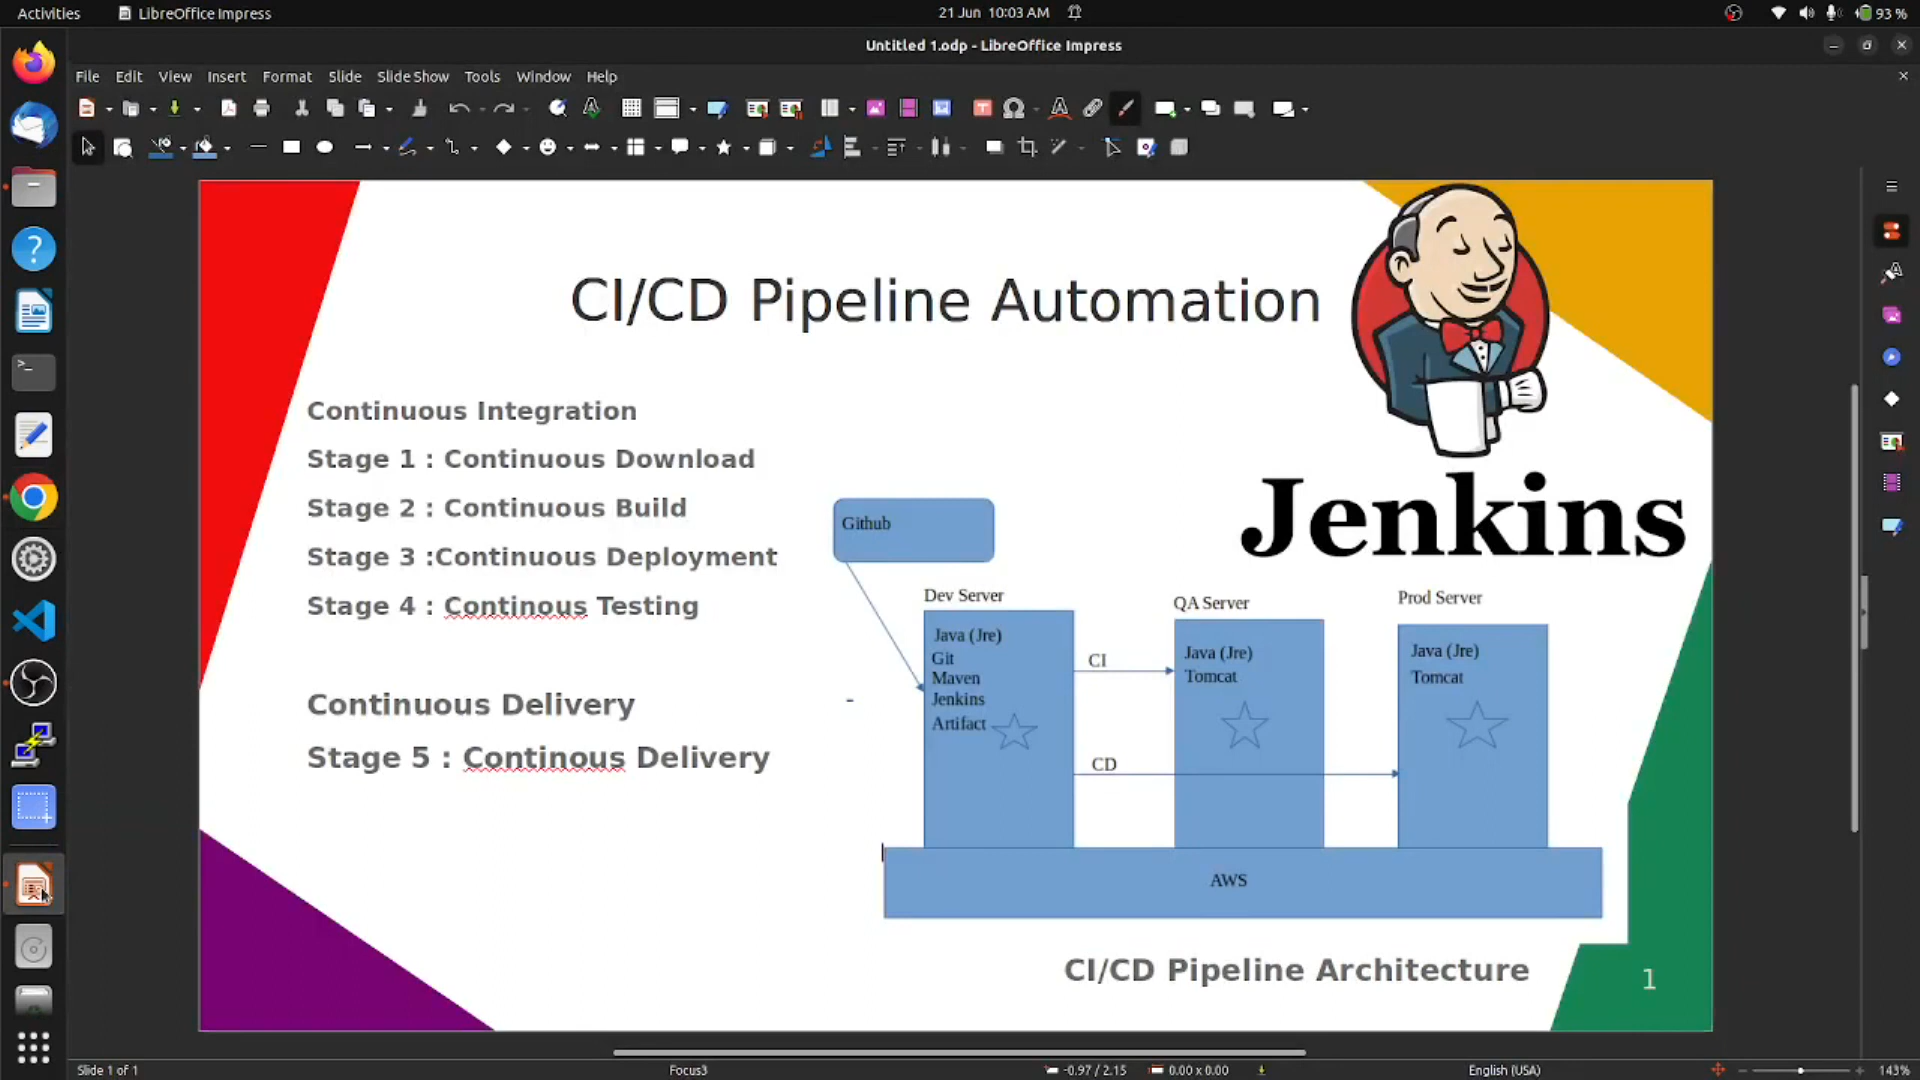 Activities
LibreOffice Impress
21 Jun 10:03 AM
93 %
Untitled 1.odp - LibreOffice Impress
File Edit View Insert Format Slide Slide Show Tools Window Help
CI/CD Pipeline Automation
Continuous Integration
Stage 1 : Continuous Download
Stage 2 : Continuous Build
Stage 3 :Continuous Deployment
Stage 4 : Continous Testing
Continuous Delivery
Stage 5 : Continous Delivery
Jenkins
Github
Dev Server
Java (Jre)
Git
Maven
Jenkins
Artifact
CI
CD
QA Server
Java (Jre)
Tomcat
Prod Server
Java (Jre)
Tomcat
-
AWS
CI/CD Pipeline Architecture
1
Slide 1 of 1
Focus3
-0.97 / 2.15
0.00 x 0.00
English (USA)
143%